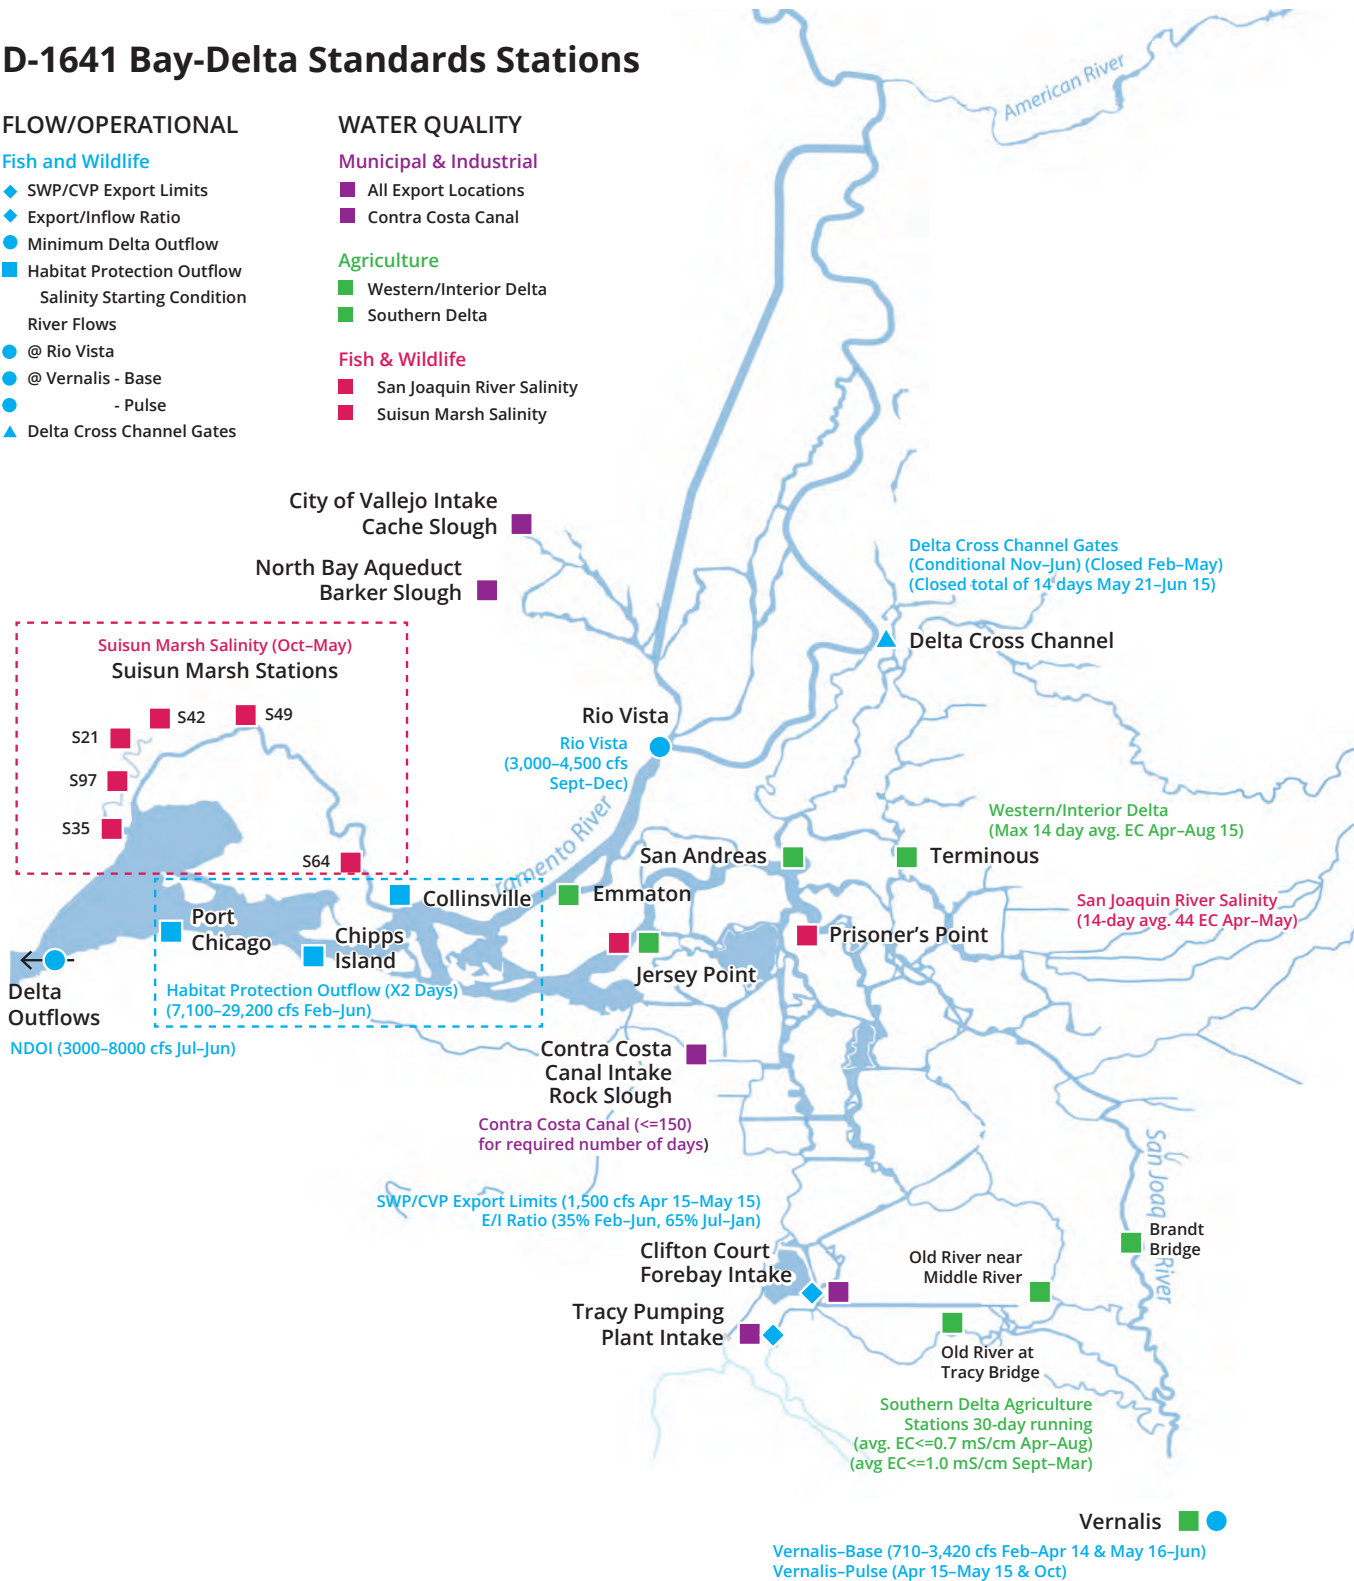 D-1641 Bay-Delta Standards Stations
FLOW/OPERATIONAL
Fish and Wildlife
SWP/CVP Export Limits
Export/Inflow Ratio
Minimum Delta Outflow
Habitat Protection Outflow
Salinity Starting Condition
River Flows
@ Rio Vista
@ Vernalis - Base
- Pulse
Delta Cross Channel Gates
WATER QUALITY
Municipal & Industrial
All Export Locations
Contra Costa Canal
Agriculture
Western/Interior Delta
Southern Delta
Fish & Wildlife
San Joaquin River Salinity
Suisun Marsh Salinity
American River
City of Vallejo Intake
Cache Slough
North Bay Aqueduct
Barker Slough
Delta Cross Channel Gates
(Conditional Nov–Jun) (Closed Feb–May)
(Closed total of 14 days May 21–Jun 15)
Delta Cross Channel
Suisun Marsh Salinity (Oct–May)
Suisun Marsh Stations
S42
S49
S21
S97
S35
S64
Rio Vista
Rio Vista
(3,000–4,500 cfs
Sept–Dec)
ramento River
Western/Interior Delta
(Max 14 day avg. EC Apr–Aug 15)
San Andreas
Terminous
Emmaton
Collinsville
San Joaquin River Salinity
(14-day avg. 44 EC Apr–May)
Port
Chicago
Chipps
Island
Prisoner's Point
Jersey Point
Habitat Protection Outflow (X2 Days)
(7,100–29,200 cfs Feb–Jun)
Delta
Outflows
NDOI (3000–8000 cfs Jul–Jun)
Contra Costa
Canal Intake
Rock Slough
Contra Costa Canal (<=150)
for required number of days)
San Joaq
River
SWP/CVP Export Limits (1,500 cfs Apr 15–May 15)
E/I Ratio (35% Feb–Jun, 65% Jul–Jan)
Clifton Court
Forebay Intake
Old River near
Middle River
Brandt
Bridge
Tracy Pumping
Plant Intake
Old River at
Tracy Bridge
Southern Delta Agriculture
Stations 30-day running
(avg. EC<=0.7 mS/cm Apr–Aug)
(avg EC<=1.0 mS/cm Sept–Mar)
Vernalis
Vernalis–Base (710–3,420 cfs Feb–Apr 14 & May 16–Jun)
Vernalis–Pulse (Apr 15–May 15 & Oct)